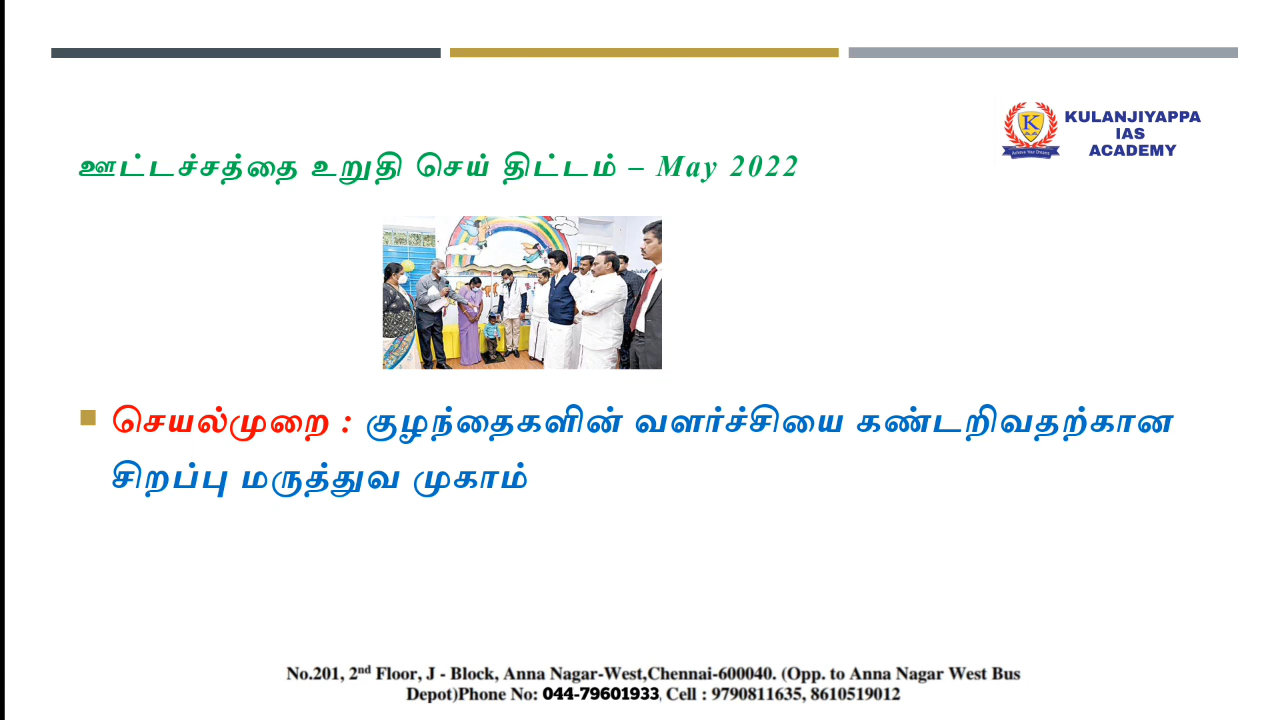 KULANJIYAPPA
IAS
ACADEMY
ஊட்டச்சத்தை உறுதி செய் திட்டம் – May 2022
செயல்முறை : குழந்தைகளின் வளர்ச்சியை கண்டறிவதற்கான
சிறப்பு மருத்துவ முகாம்
No.201, 2nd Floor, J - Block, Anna Nagar-West,Chennai-600040. (Opp. to Anna Nagar West Bus
Depot)Phone No: 044-79601933, Cell : 9790811635, 8610519012